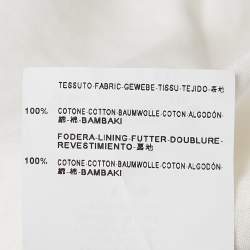 TESSUTO-FABRIC-GEWEBE-TISSU-TEJIDO-表地
100% COTONE-COTTON-BAUMWOLLE-COTON-ALGODÓN-
綿-棉-BAMBAKI
FODERA-LINING-FUTTER-DOUBLURE-
REVESTIMIENTO-裏地
100% COTONE-COTTON-BAUMWOLLE-COTON-ALGODÓN-
綿-棉-BAMBAKI